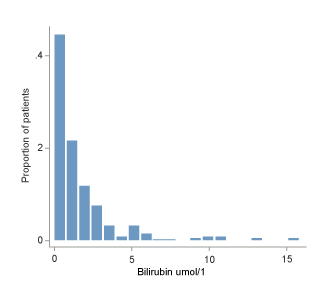 Proportion of patients
.4
2
0
0 5 10 15
Bilirubin umol/1